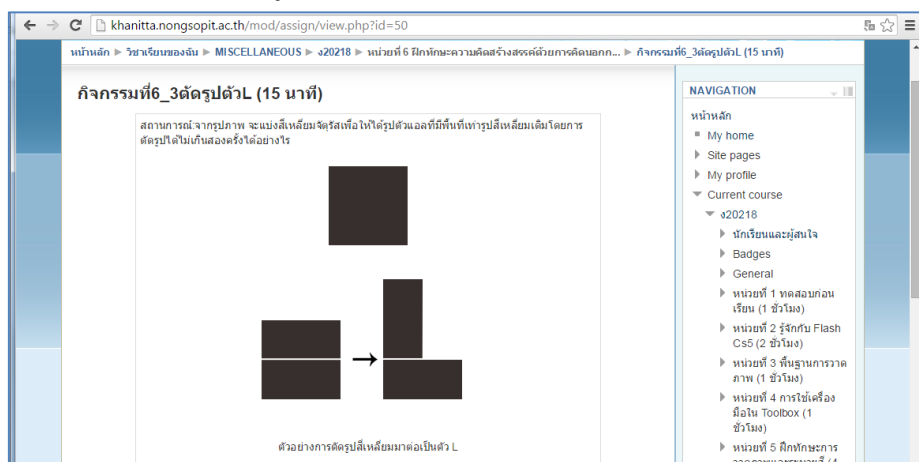 khanitta.nongsopit.ac.th/mod/assign/view.php?id=50
หน้าหลัก ► วิชาเรียนของฉัน ► MISCELLANEOUS ► ง20218 ► หน่วยที่ 6 ฝึกทักษะความคิดสร้างสรรค์ด้วยการคิดนอกก... ► กิจกรรมที่6_3ตัดรูปตัวL (15 นาที)
กิจกรรมที่6_3ตัดรูปตัวL (15 นาที)
สถานการณ์:จากรูปภาพ จะแบ่งสี่เหลี่ยมจัตุรัสเพื่อให้ได้รูปตัวแอลที่มีพื้นที่เท่ารูปสี่เหลี่ยมเดิมโดยการ
ตัดรูปได้ไม่เกินสองครั้งได้อย่างไร
ตัวอย่างการตัดรูปสี่เหลี่ยมมาต่อเป็นตัว L
NAVIGATION
หน้าหลัก
My home
Site pages
My profile
Current course
ง20218
นักเรียนและผู้สนใจ
Badges
General
หน่วยที่ 1 ทดสอบก่อน
เรียน (1 ชั่วโมง)
หน่วยที่ 2 รู้จักกับ Flash
Cs5 (2 ชั่วโมง)
หน่วยที่ 3 พื้นฐานการวาด
ภาพ (1 ชั่วโมง)
หน่วยที่ 4 การใช้เครื่อง
มือใน Toolbox (1
ชั่วโมง)
หน่วยที่ 5 ฝึกทักษะการ